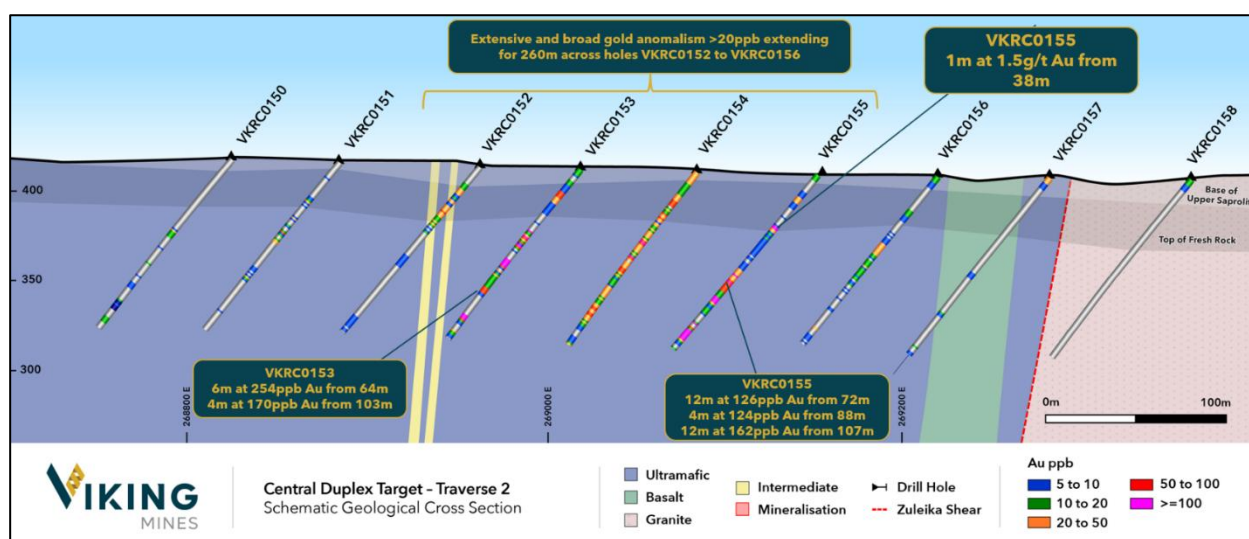 Extensive and broad gold anomalism >20ppb extending
for 260m across holes VKRC0152 to VKRC0156
VKRC0155
1m at 1.5g/t Au from
38m
VKRC0150
VKRC0151
VKRC0152
VKRC0153
VKRC0154
VKRC0155
VKRC0156
VKRC0157
VKRC0158
400
350
300
Base of
Upper Saprolit
Top of Fresh Rock
VKRC0153
6m at 254ppb Au from 64m
4m at 170ppb Au from 103m
VKRC0155
12m at 126ppb Au from 72m
4m at 124ppb Au from 88m
12m at 162ppb Au from 107m
268800 E
269000 E
269200 E
0m
100m
VIKING
MINES
Central Duplex Target – Traverse 2
Schematic Geological Cross Section
Ultramafic
Basalt
Granite
Intermediate
Mineralisation
Drill Hole
Zuleika Shear
Au ppb
5 to 10
10 to 20
20 to 50
50 to 100
>=100